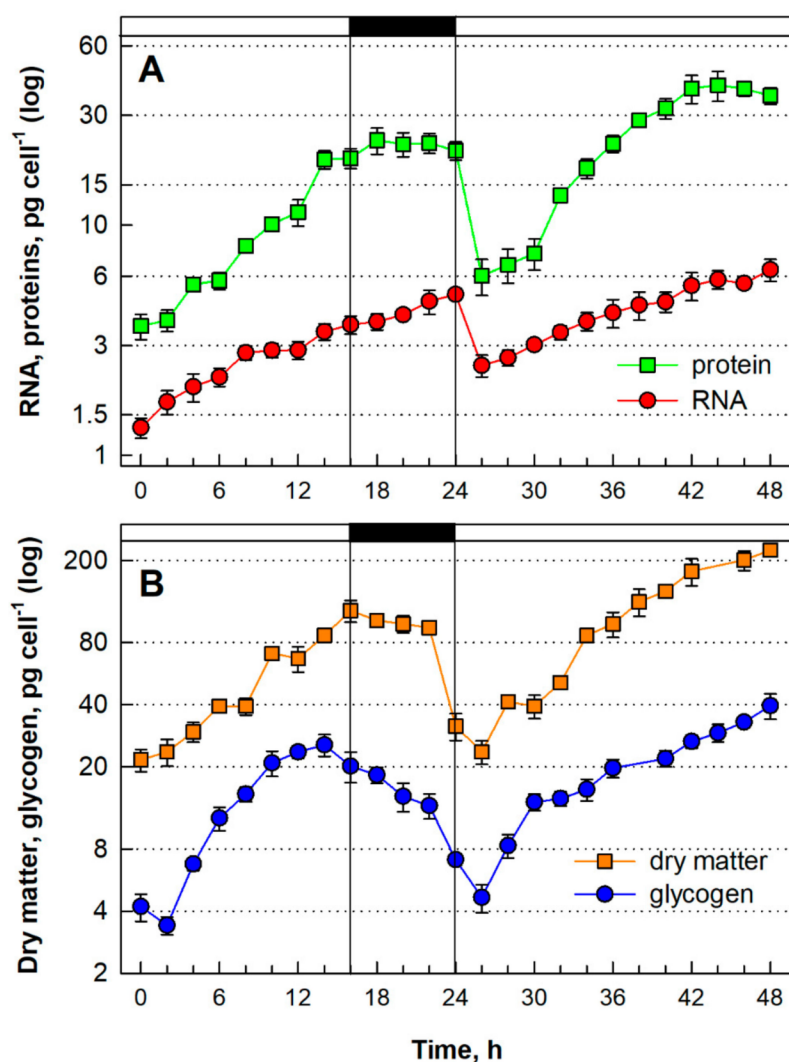 A
RNA, proteins, pg cell⁻¹ (log)
60
30
15
10
6
3
1.5
1
protein
RNA
0 6 12 18 24 30 36 42 48
B
Dry matter, glycogen, pg cell⁻¹ (log)
200
80
40
20
8
4
2
dry matter
glycogen
0 6 12 18 24 30 36 42 48
Time, h